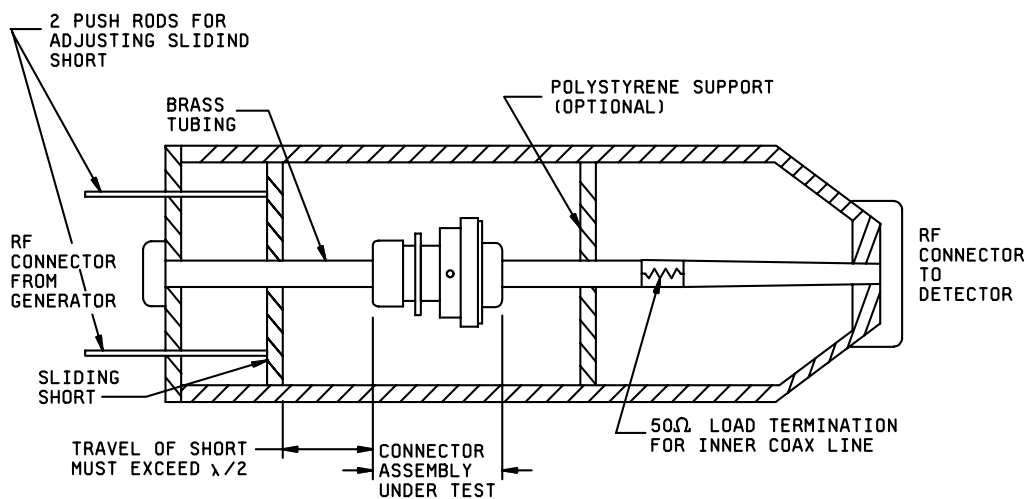 2 PUSH RODS FOR
ADJUSTING SLIDIND
SHORT
BRASS
TUBING
POLYSTYRENE SUPPORT
(OPTIONAL)
RF
CONNECTOR
FROM
GENERATOR
RF
CONNECTOR
TO
DETECTOR
SLIDING
SHORT
50Ω LOAD TERMINATION
FOR INNER COAX LINE
TRAVEL OF SHORT
MUST EXCEED λ/2
CONNECTOR
ASSEMBLY
UNDER TEST